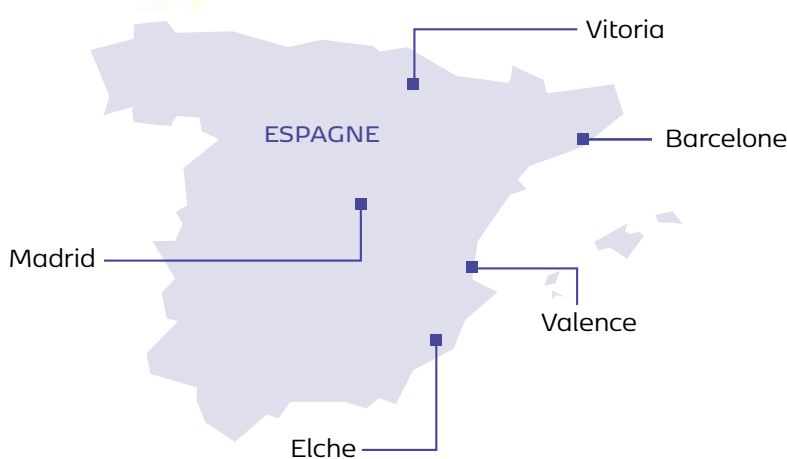 Vitoria
ESPAGNE
Barcelone
Madrid
Valence
Elche